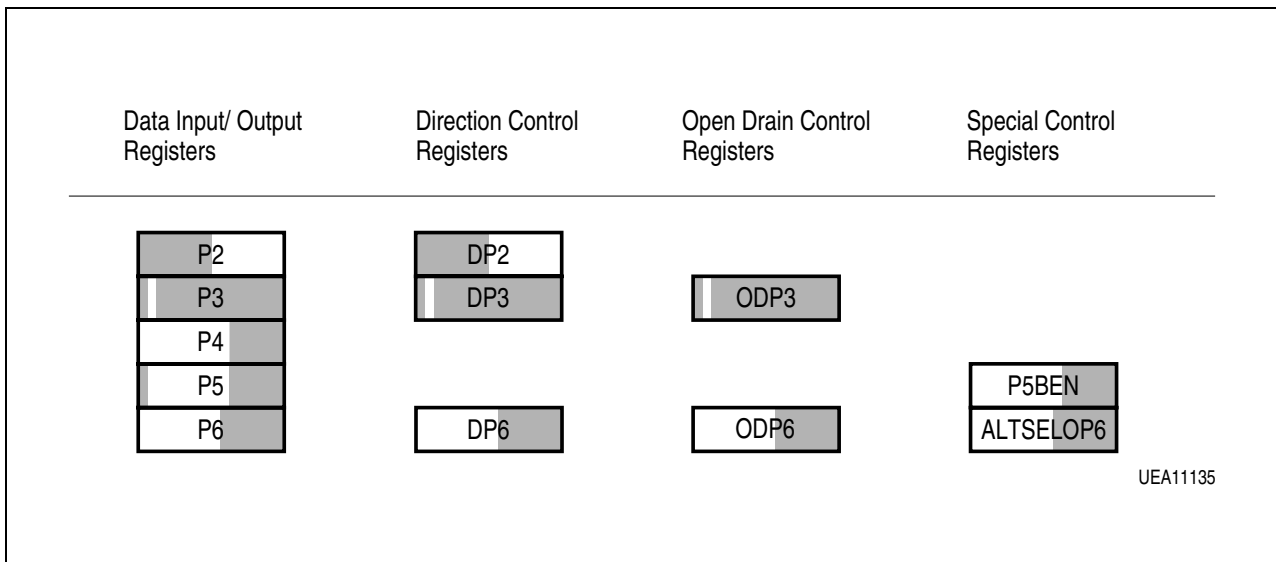 Data Input/ Output
Registers
Direction Control
Registers
Open Drain Control
Registers
Special Control
Registers
P2
DP2
P3
DP3
ODP3
P4
P5
P5BEN
P6
DP6
ODP6
ALTSELOP6
UEA11135